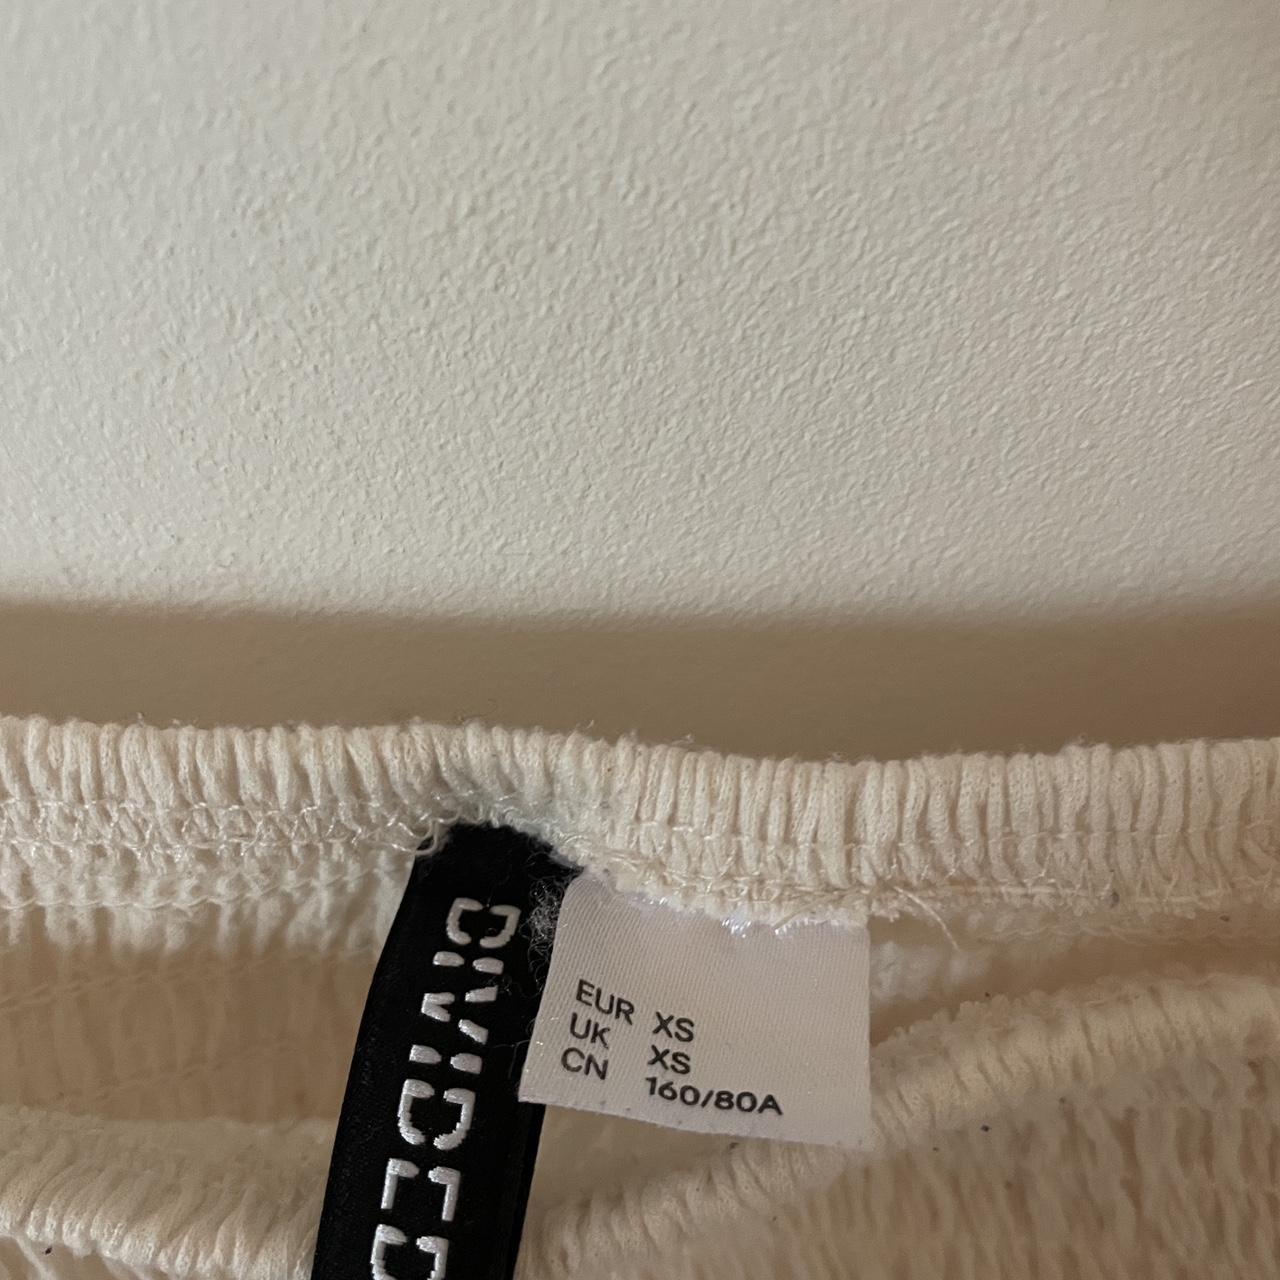 DIVIDED
EUR XS
UK XS
CN 160/80A